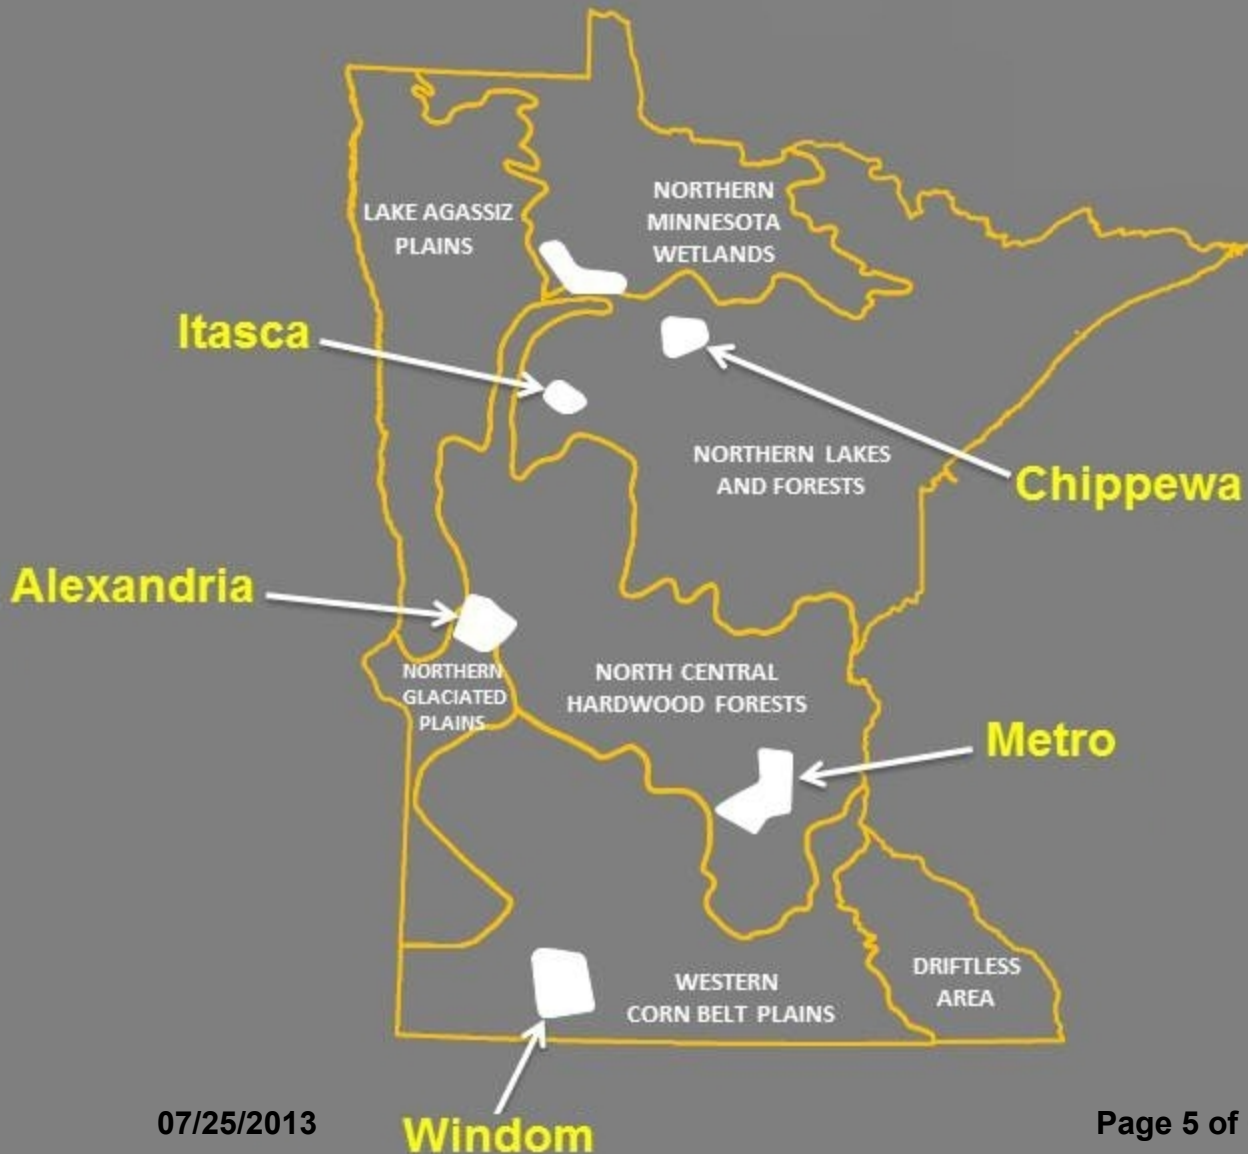 LAKE AGASSIZ
PLAINS
NORTHERN
MINNESOTA
WETLANDS
Itasca
NORTHERN LAKES
AND FORESTS
Chippewa
Alexandria
NORTHERN
GLACIATED
PLAINS
NORTH CENTRAL
HARDWOOD FORESTS
Metro
WESTERN
CORN BELT PLAINS
DRIFTLESS
AREA
07/25/2013
Windom
Page 5 of